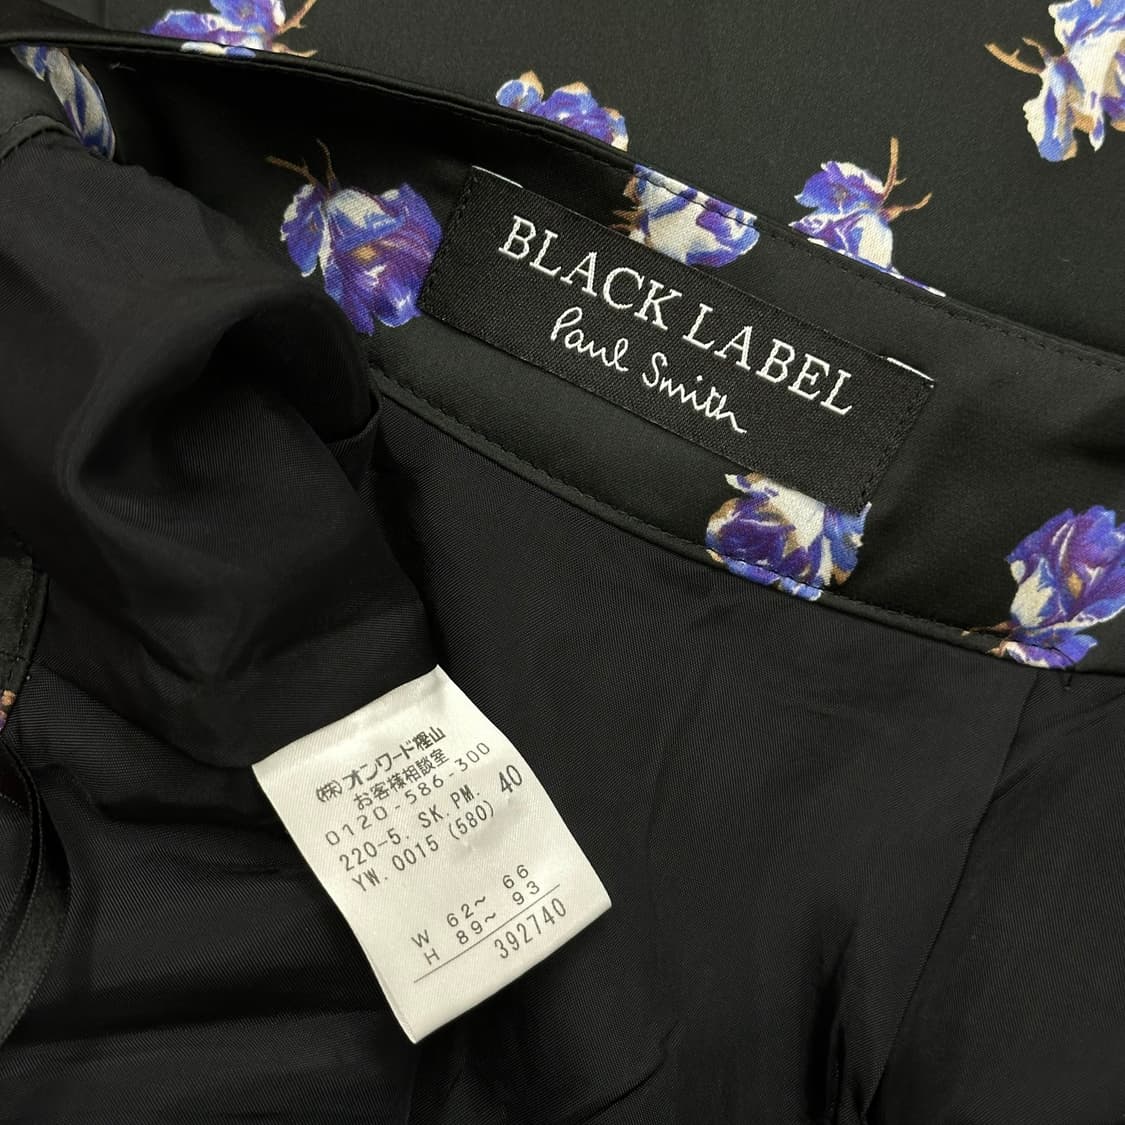 BLACK LABEL
Paul Smith
(株)オンワード樫山
お客様相談室
0120-586-300
220-5. SK. PM. 40
YW. 0015 (580)
W 62~ 66
H 89~ 93
392740